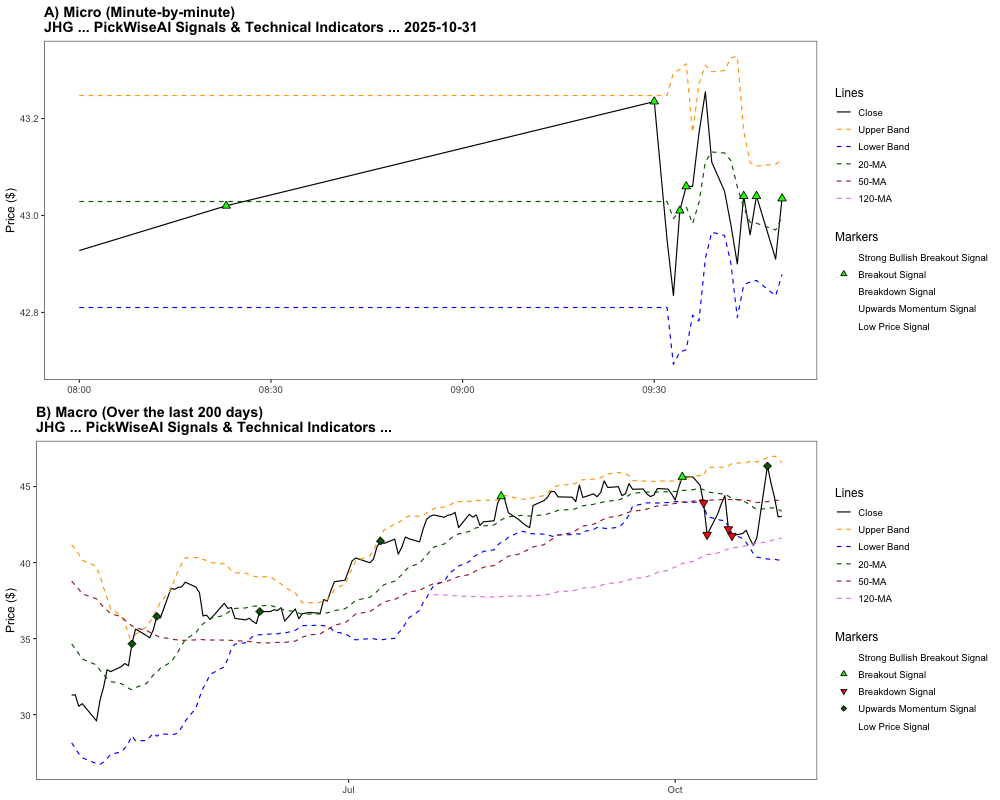 A) Micro (Minute-by-minute)
JHG ... PickWiseAI Signals & Technical Indicators ... 2025-10-31
Price ($)
43.2
43.0
42.8
08:00
08:30
09:00
09:30
Lines
Close
Upper Band
Lower Band
20-MA
50-MA
120-MA
Markers
Strong Bullish Breakout Signal
Breakout Signal
Breakdown Signal
Upwards Momentum Signal
Low Price Signal
B) Macro (Over the last 200 days)
JHG ... PickWiseAI Signals & Technical Indicators ...
Price ($)
45
40
35
30
Jul
Oct
Lines
Close
Upper Band
Lower Band
20-MA
50-MA
120-MA
Markers
Strong Bullish Breakout Signal
Breakout Signal
Breakdown Signal
Upwards Momentum Signal
Low Price Signal